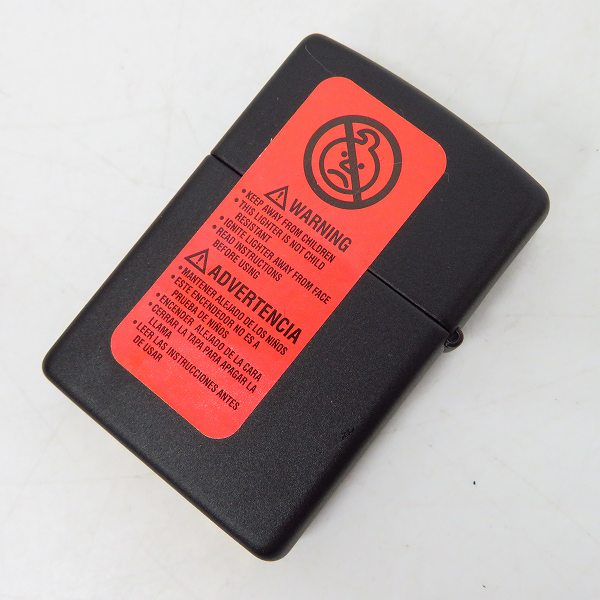 WARNING
• KEEP AWAY FROM CHILDREN
• THIS LIGHTER IS NOT CHILD
RESISTANT
• IGNITE LIGHTER AWAY FROM FACE
• READ INSTRUCTIONS
BEFORE USING
ADVERTENCIA
• MANTENER ALEJADO DE LOS NIÑOS
• ESTE ENCENDEDOR NO ES A
PRUEBA DE NIÑOS
• ENCENDER ALEJADO DE LA CARA
• CERRAR LA TAPA PARA APAGAR LA
LLAMA
• LEER LAS INSTRUCCIONES ANTES
DE USAR